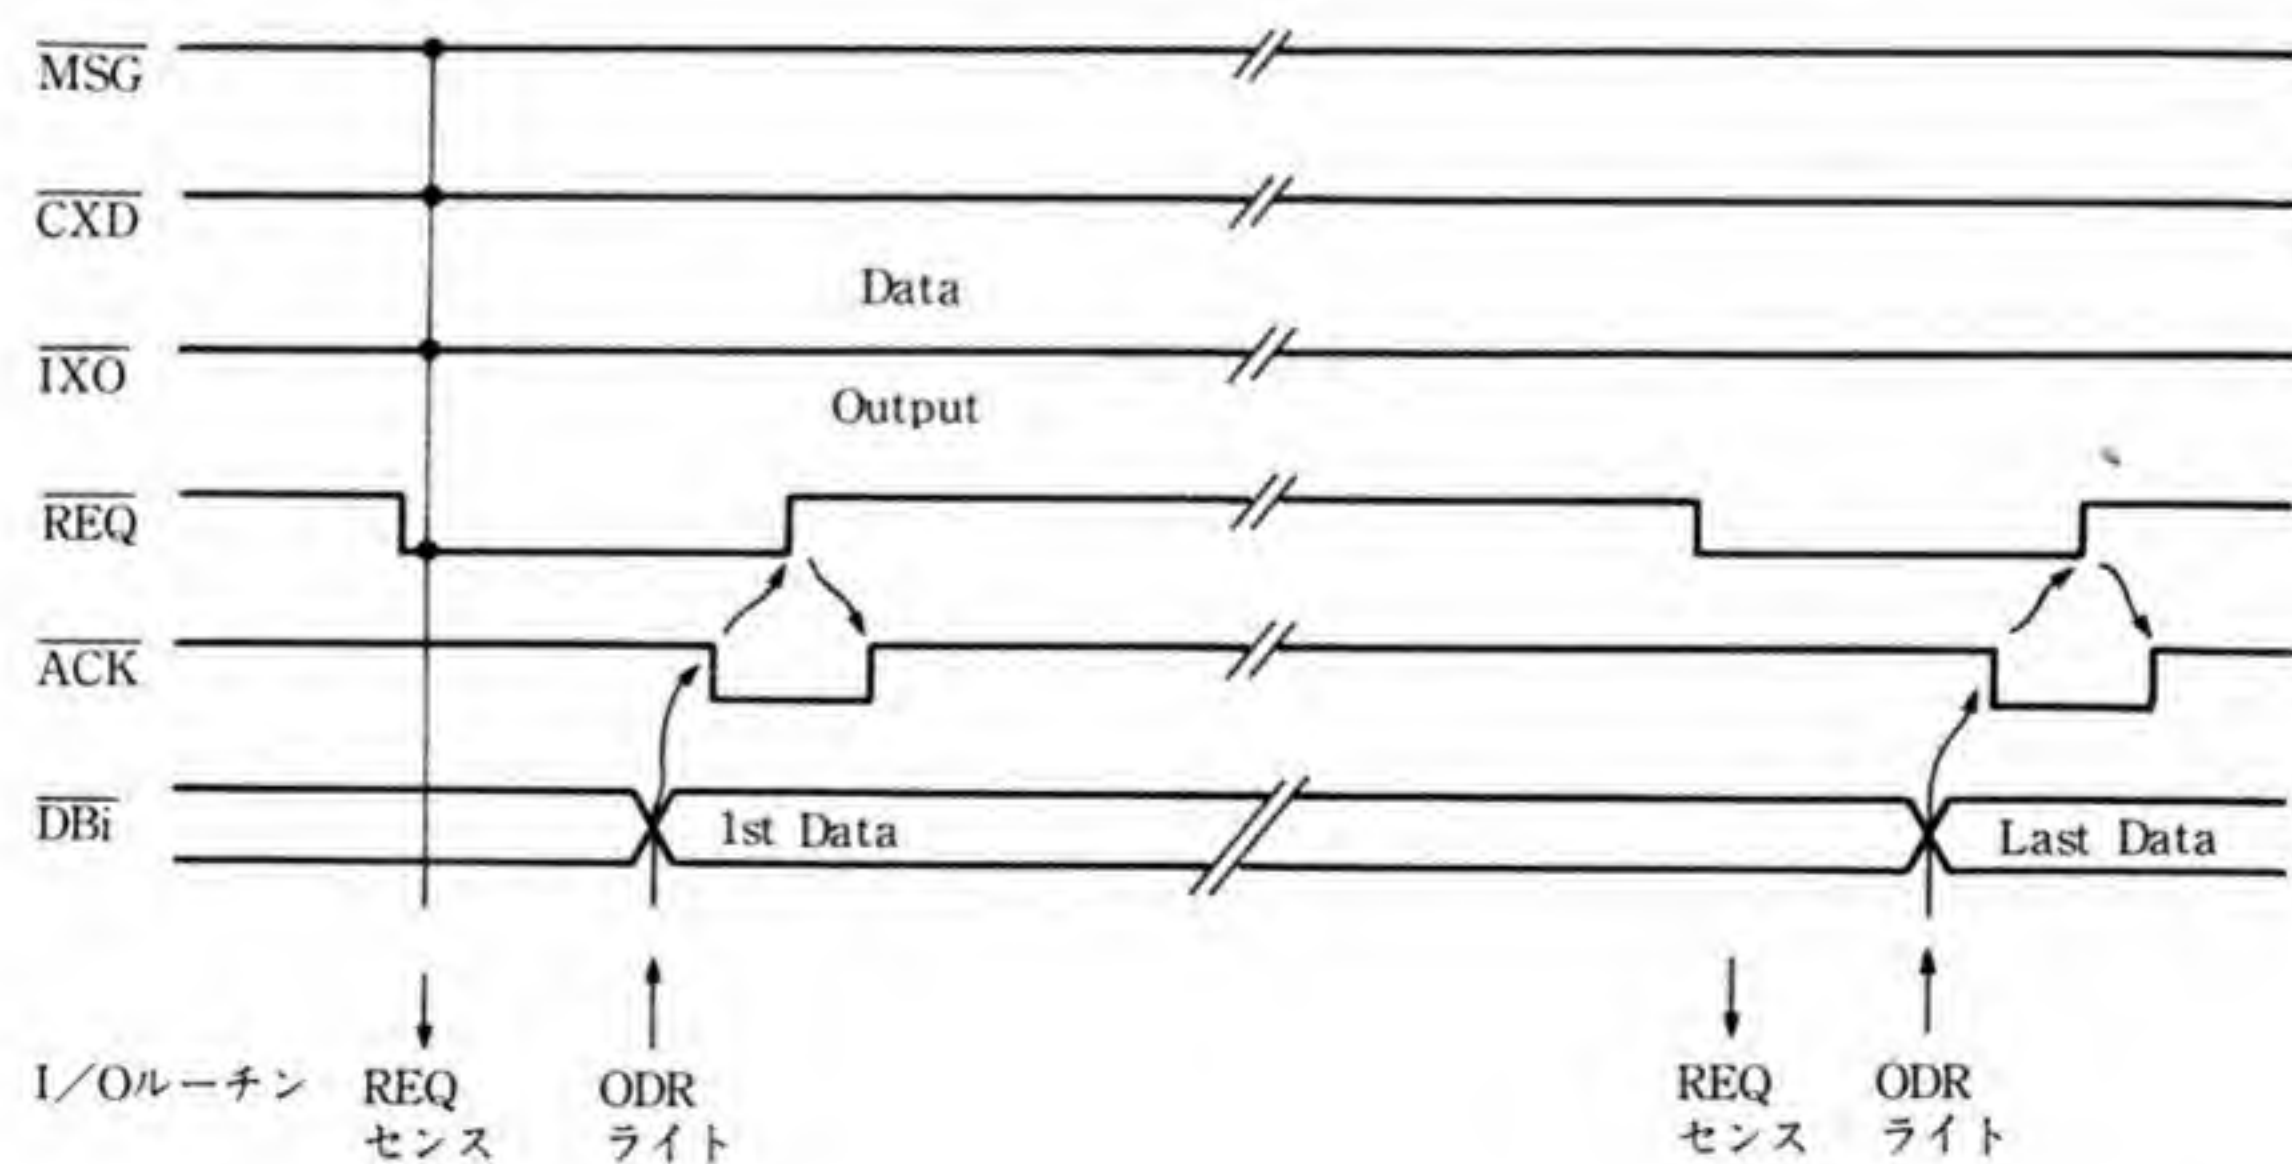 MSG
CXD
Data
IXO
Output
REQ
ACK
DBi
1st Data
Last Data
I/Oルーチン
REQ
センス
ODR
ライト
REQ
センス
ODR
ライト